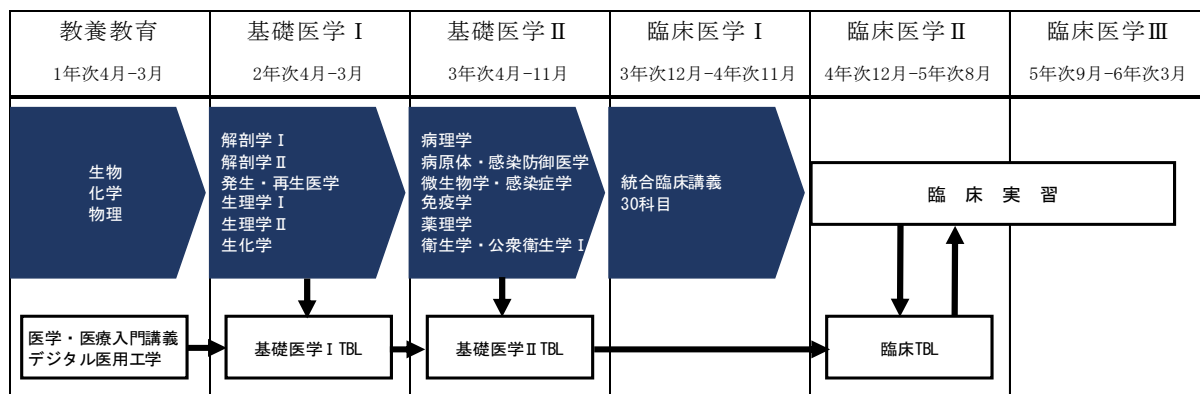 教養教育
1年次4月-3月
基礎医学Ⅰ
2年次4月-3月
基礎医学Ⅱ
3年次4月-11月
臨床医学Ⅰ
3年次12月-4年次11月
臨床医学Ⅱ
4年次12月-5年次8月
臨床医学Ⅲ
5年次9月-6年次3月
生物
化学
物理
解剖学Ⅰ
解剖学Ⅱ
発生・再生医学
生理学Ⅰ
生理学Ⅱ
生化学
病理学
病原体・感染防御医学
微生物学・感染症学
免疫学
薬理学
衛生学・公衆衛生学Ⅰ
統合臨床講義
30科目
臨床実習
医学・医療入門講義
デジタル医用工学
基礎医学ⅠTBL
基礎医学ⅡTBL
臨床TBL